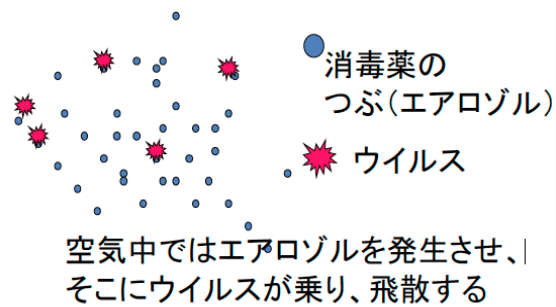 消毒薬の
つぶ(エアロゾル)
ウイルス
空気中ではエアロゾルを発生させ、
そこにウイルスが乗り、飛散する